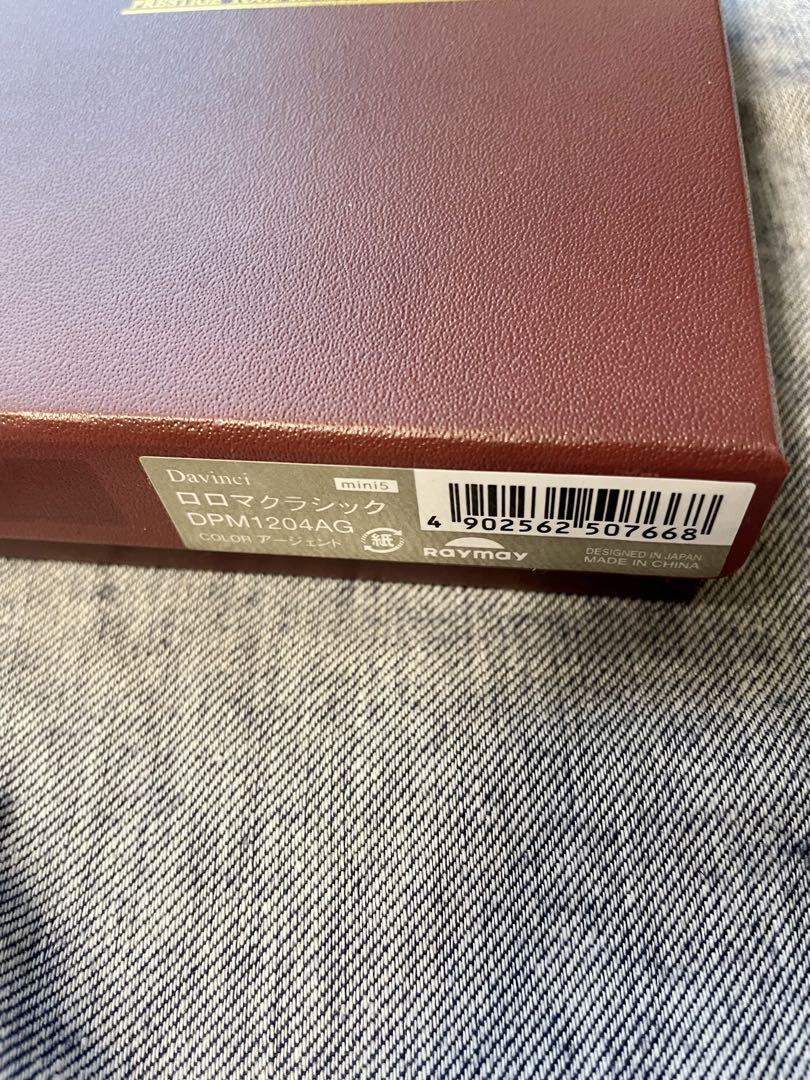 PRESTIGE
Davinci
mini5
ロロマクラシック
DPM1204AG
COLOR アージェント
紙
RAYMAY
4 902562 507668
DESIGNED IN JAPAN
MADE IN CHINA